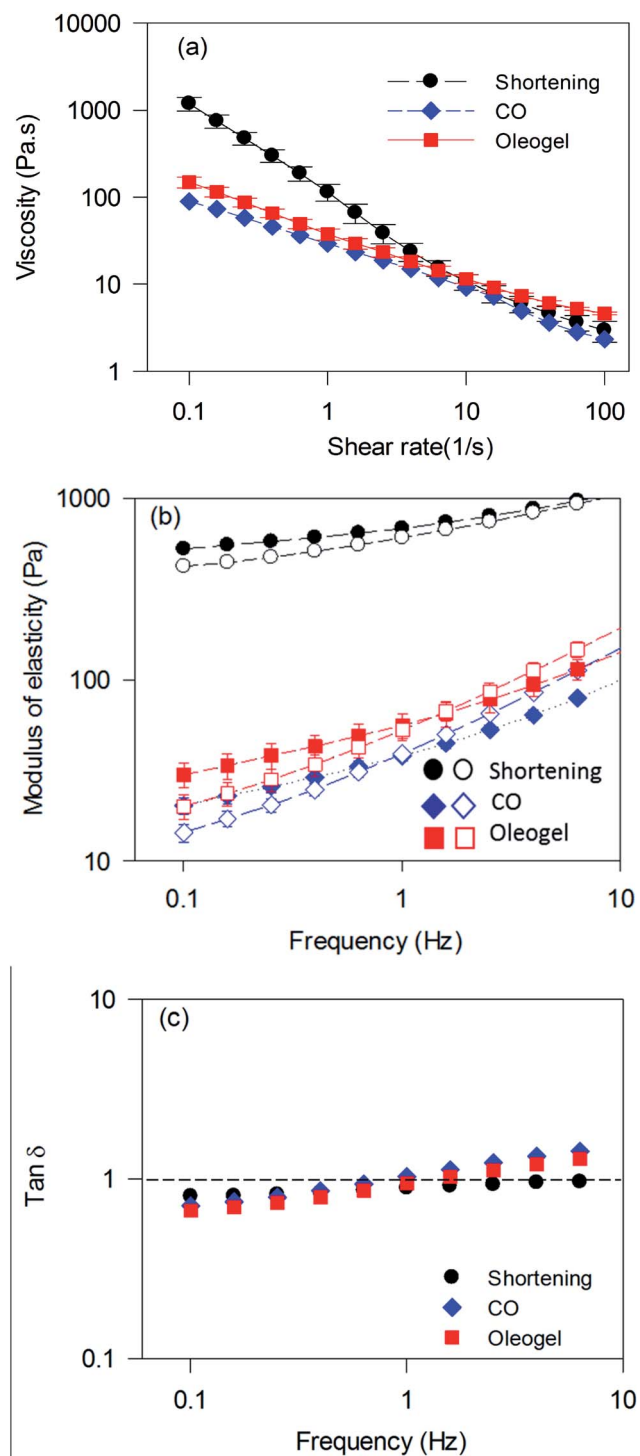 (a)
10000
1000
100
10
1
Viscosity (Pa.s)
Shortening
CO
Oleogel
0.1
1
10
100
Shear rate(1/s)
(b)
1000
100
10
Modulus of elasticity (Pa)
Shortening
CO
Oleogel
0.1
1
10
Frequency (Hz)
(c)
10
1
0.1
Tan δ
Shortening
CO
Oleogel
0.1
1
10
Frequency (Hz)